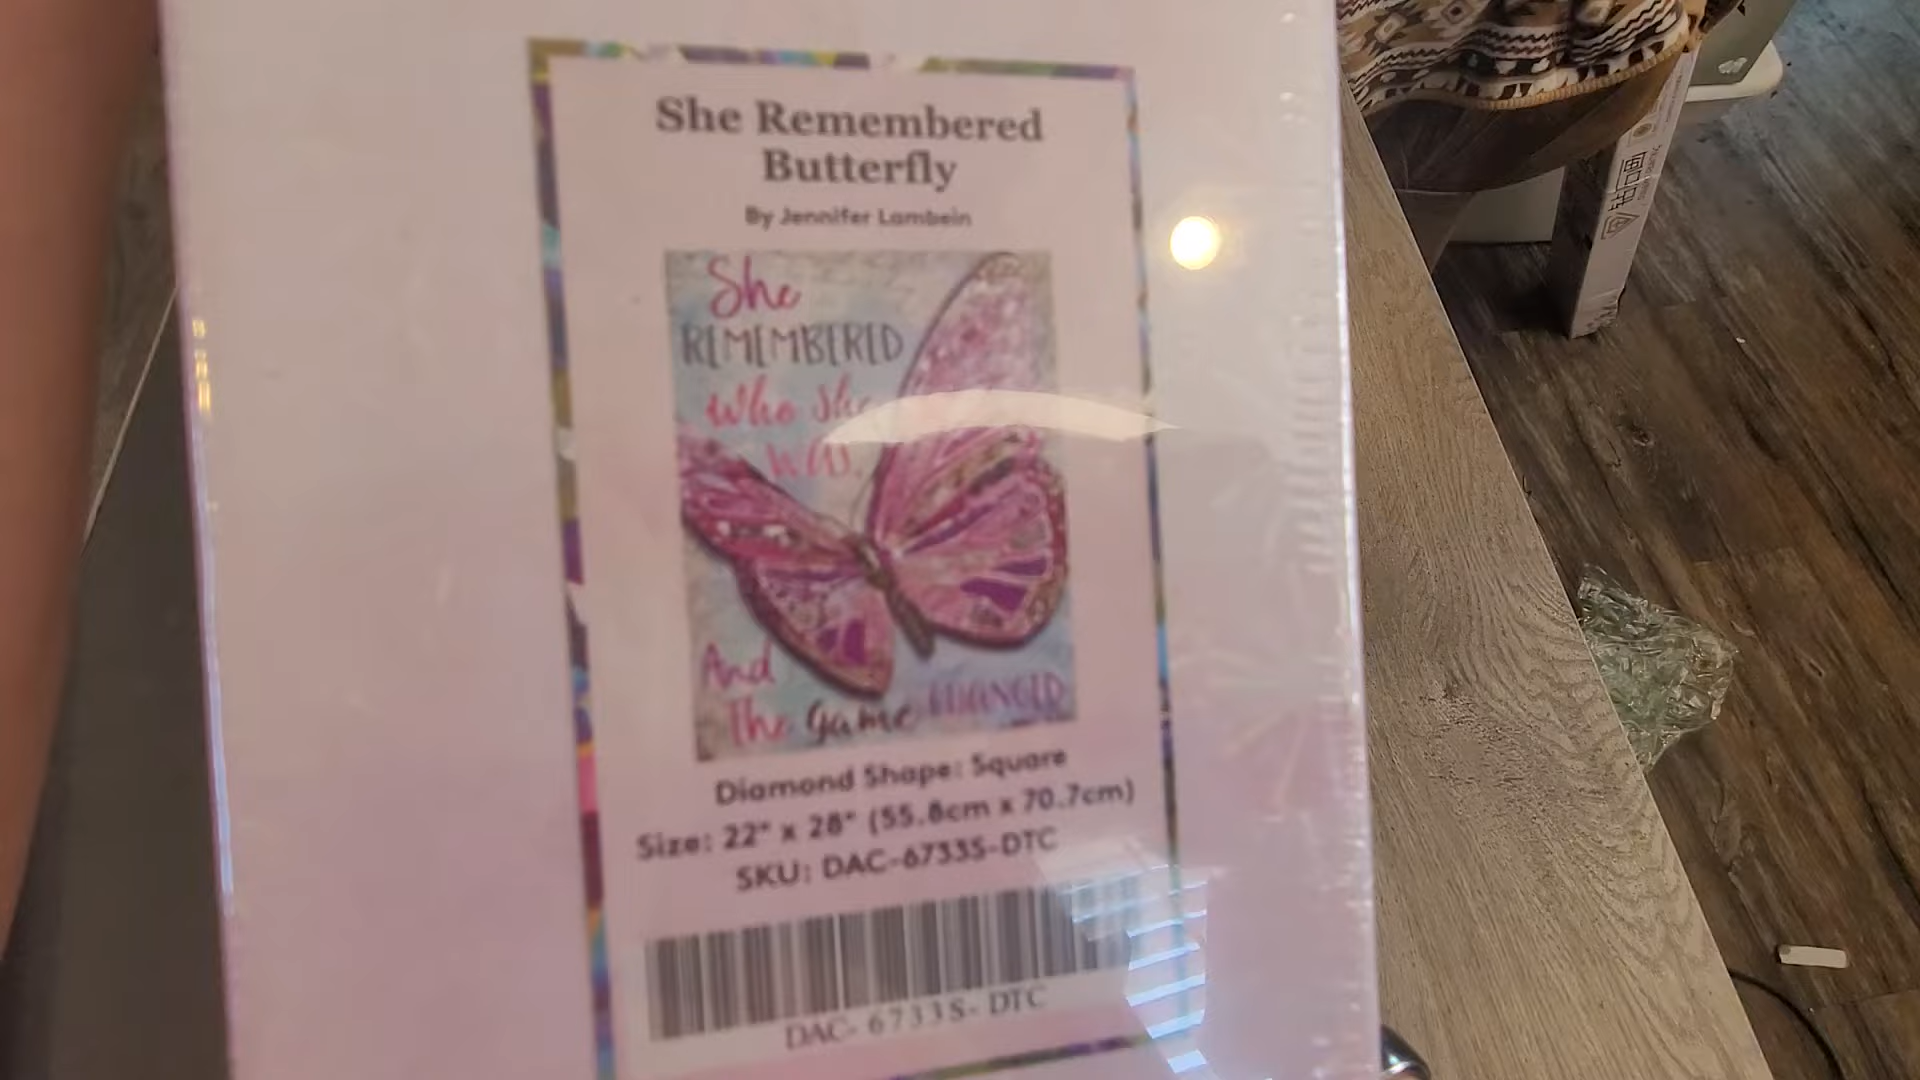 She Remembered
Butterfly
By Jennifer Lambein
She
REMEMBERED
Who She
Was
And
The Game CHANGED
Diamond Shape: Square
Size: 22" x 28" (55.8cm x 70.7cm)
SKU: DAC-6733S-DTC
DAC- 6733S- DTC